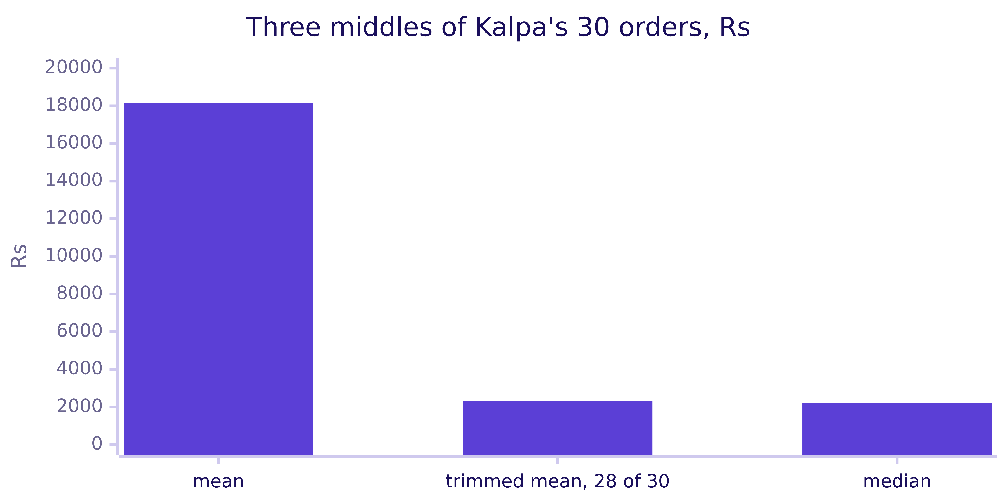 Three middles of Kalpa's 30 orders, Rs
20000
18000
16000
14000
12000
10000
8000
6000
4000
2000
0
Rs
mean
trimmed mean, 28 of 30
median